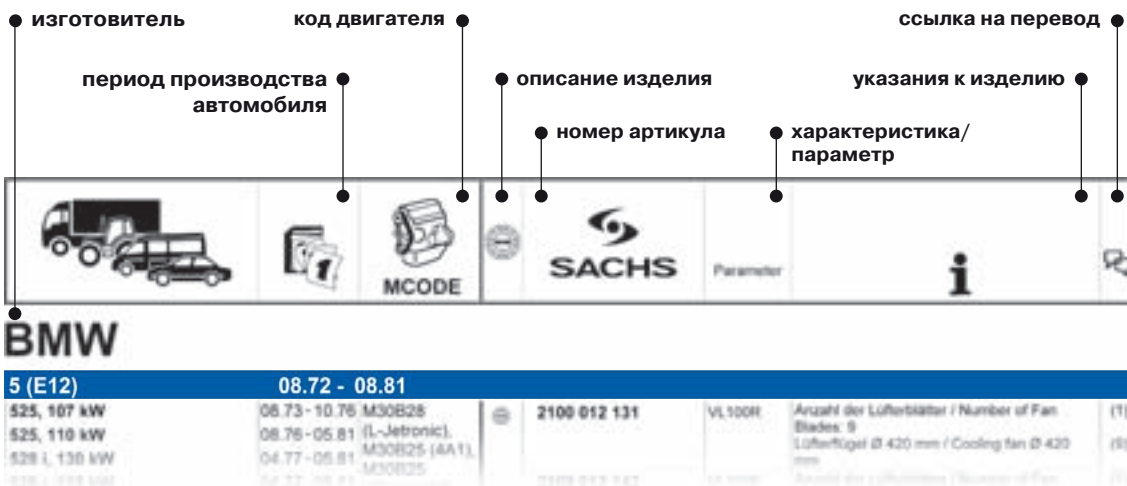 изготовитель
код двигателя
ссылка на перевод
период производства
автомобиля
описание изделия
указания к изделию
номер артикула
характеристика/
параметр
1
MCODE
SACHS
Parameter
i
BMW
5 (E12) 08.72 - 08.81
525, 107 kW 08.73 - 10.76 M30B28 2100 012 131 VL100R Anzahl der Lüfterblätter / Number of Fan (1)
525, 110 kW 08.76 - 05.81 (L-Jetronic), Blades: 9
M30B25 (4A1), Lüfterflügel Ø 420 mm / Cooling fan Ø 420
528 i, 130 kW 04.77 - 05.81 M30B25 mm